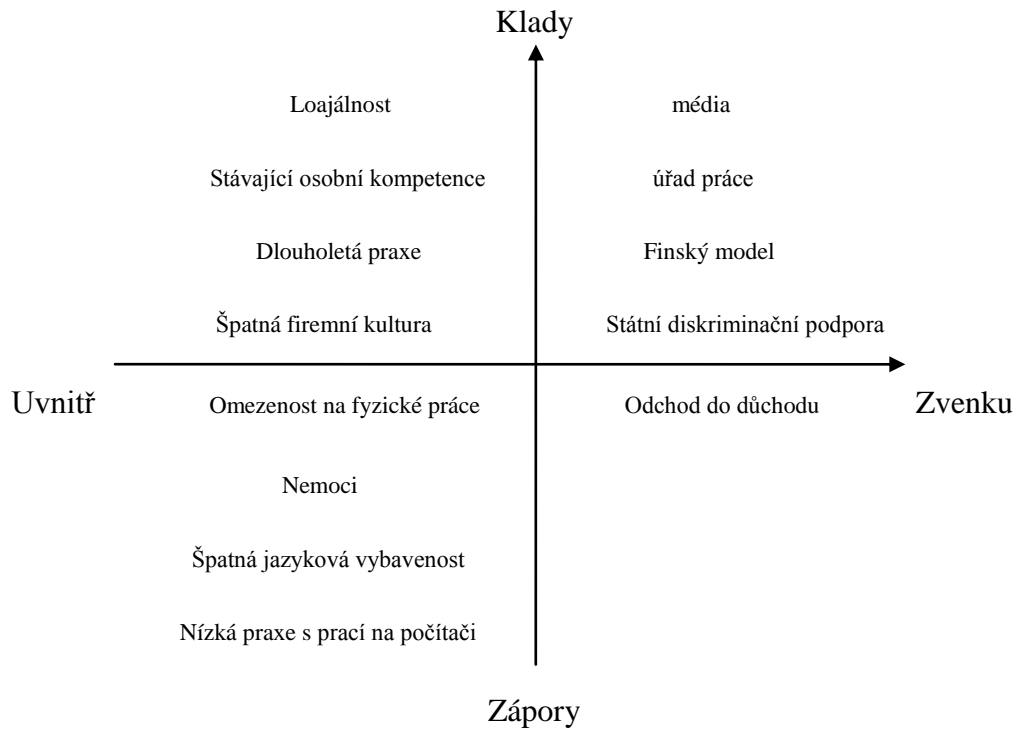 Klady
Loajálnost média
Stávající osobní kompetence úřad práce
Dlouholetá praxe Finský model
Špatná firemní kultura Státní diskriminační podpora
Uvnitř Omezenost na fyzické práce Odchod do důchodu Zvenku
Nemoci
Špatná jazyková vybavenost
Nízká praxe s prací na počítači
Zápory